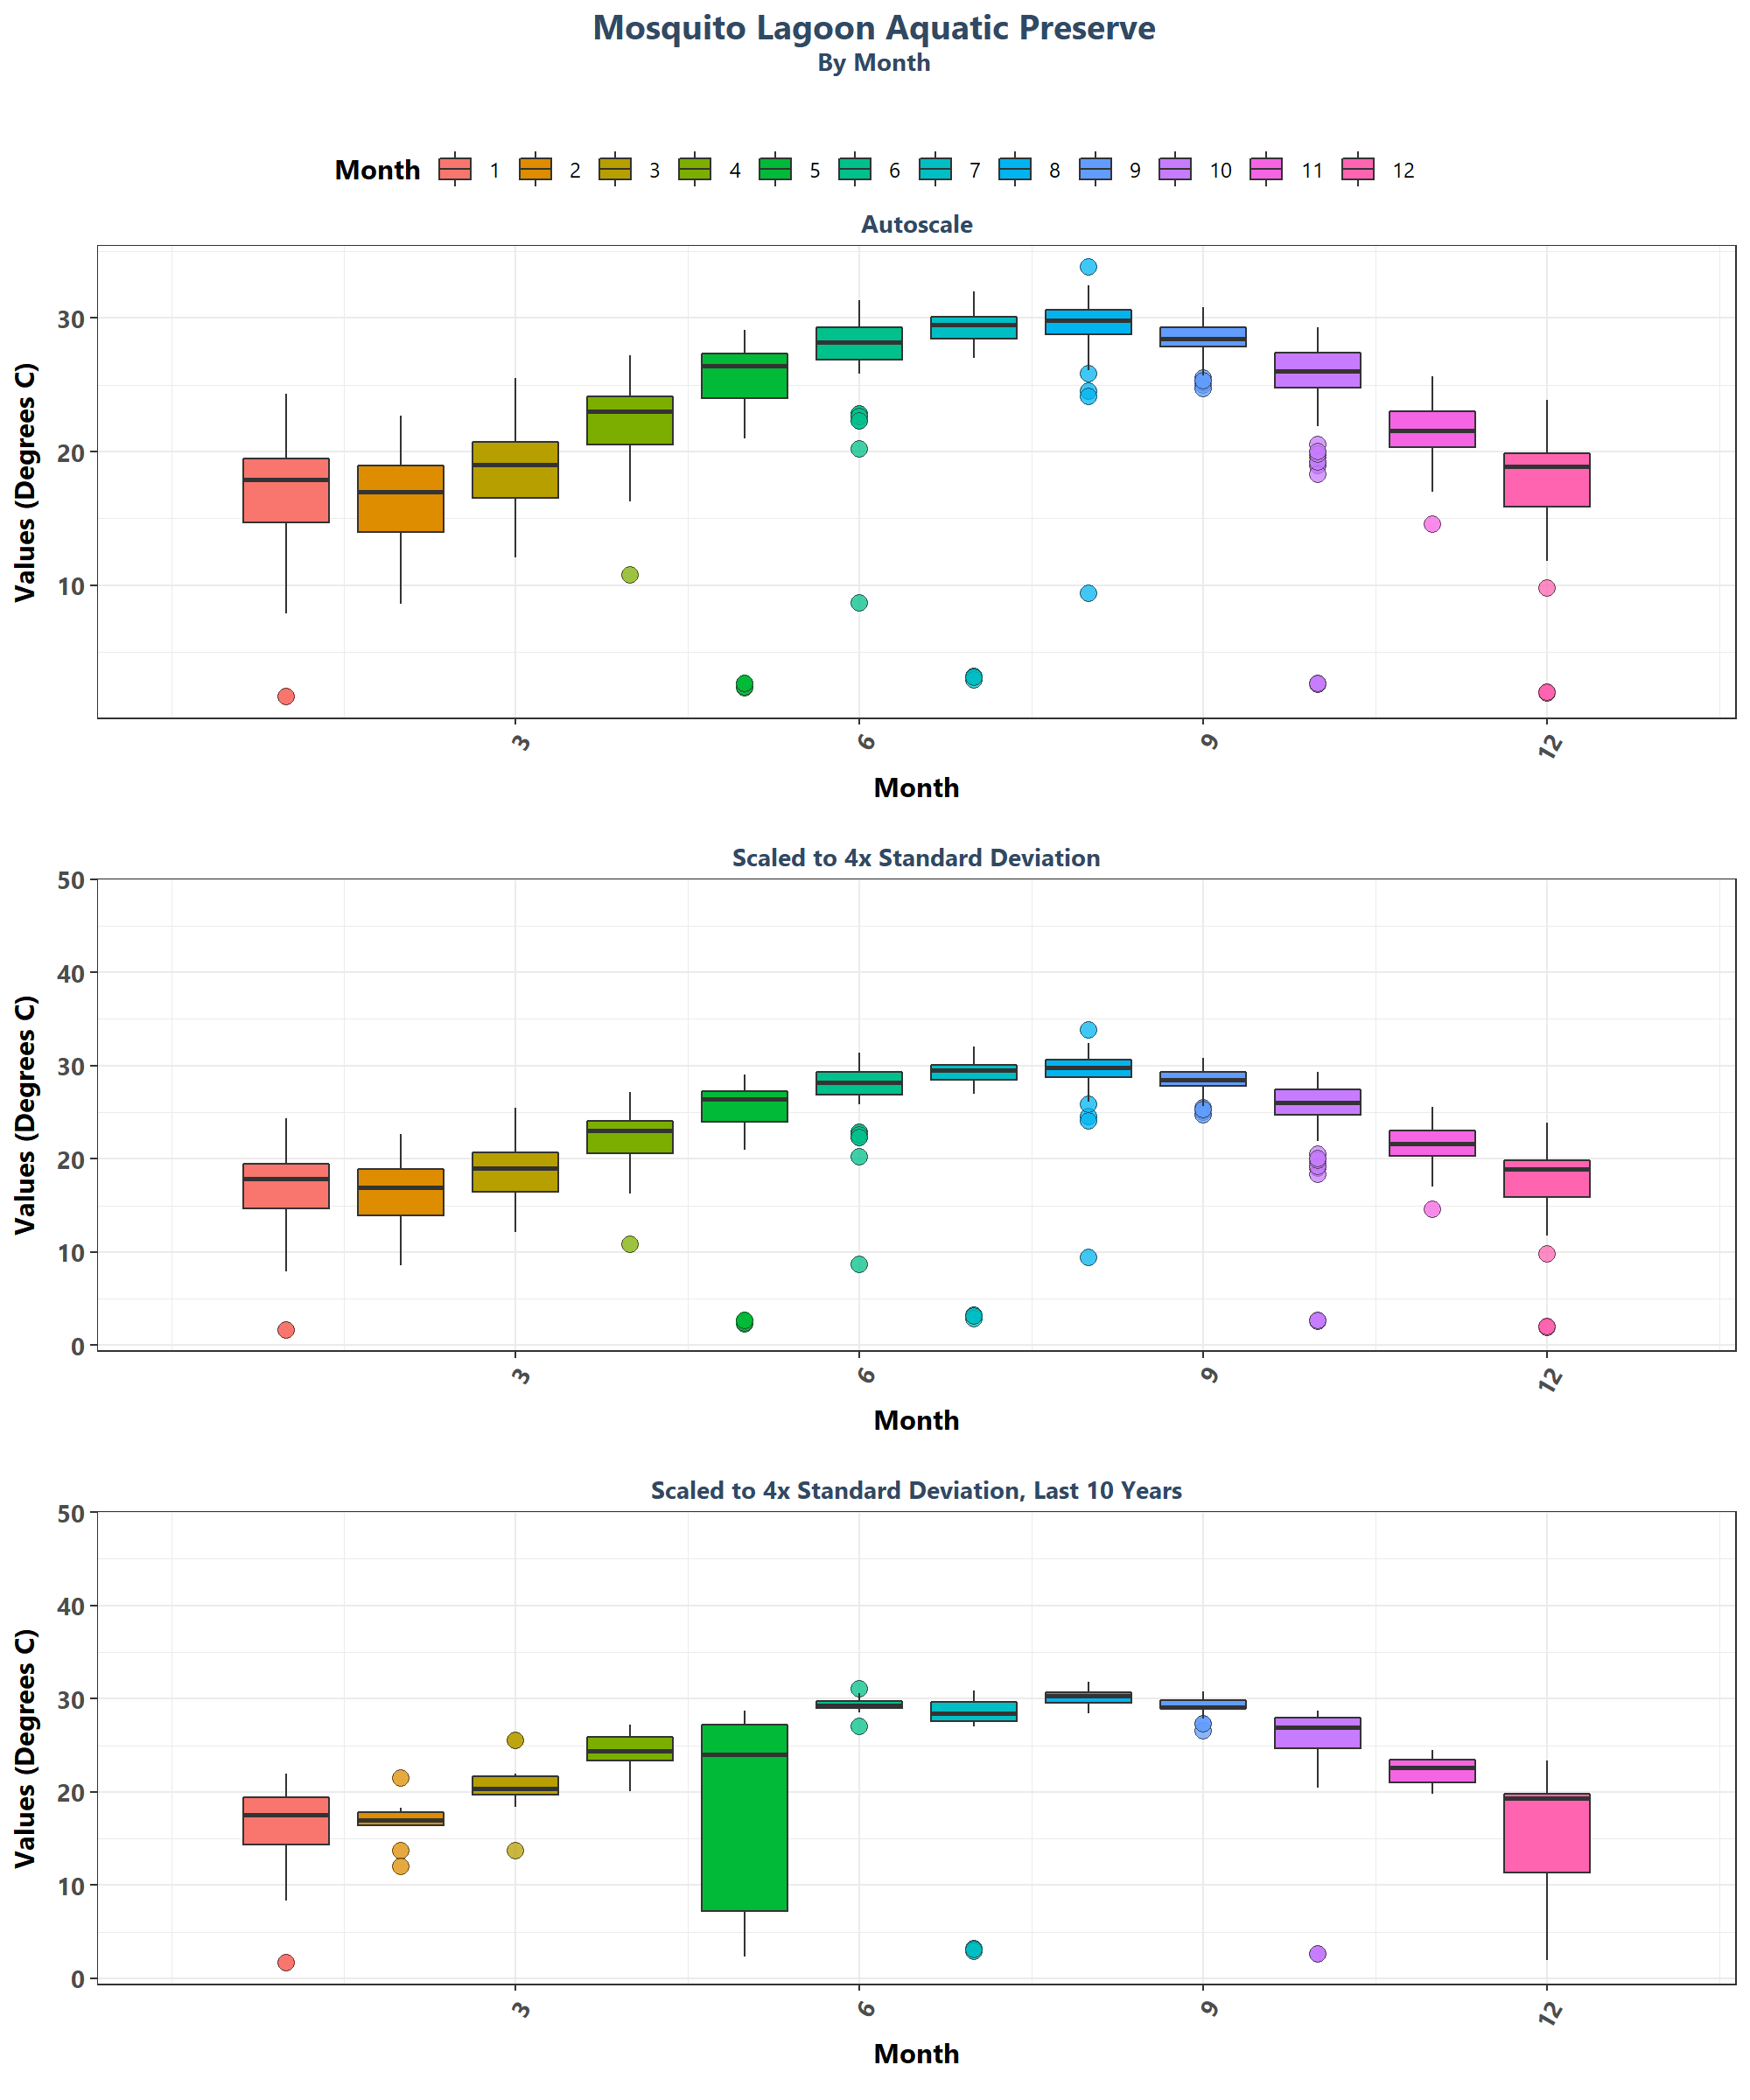 Mosquito Lagoon Aquatic Preserve
By Month
Month 1 2 3 4 5 6 7 8 9 10 11 12
Autoscale
Values (Degrees C)
30
20
10
3 6 9 12
Month
Scaled to 4x Standard Deviation
Values (Degrees C)
50
40
30
20
10
0
3 6 9 12
Month
Scaled to 4x Standard Deviation, Last 10 Years
Values (Degrees C)
50
40
30
20
10
0
3 6 9 12
Month